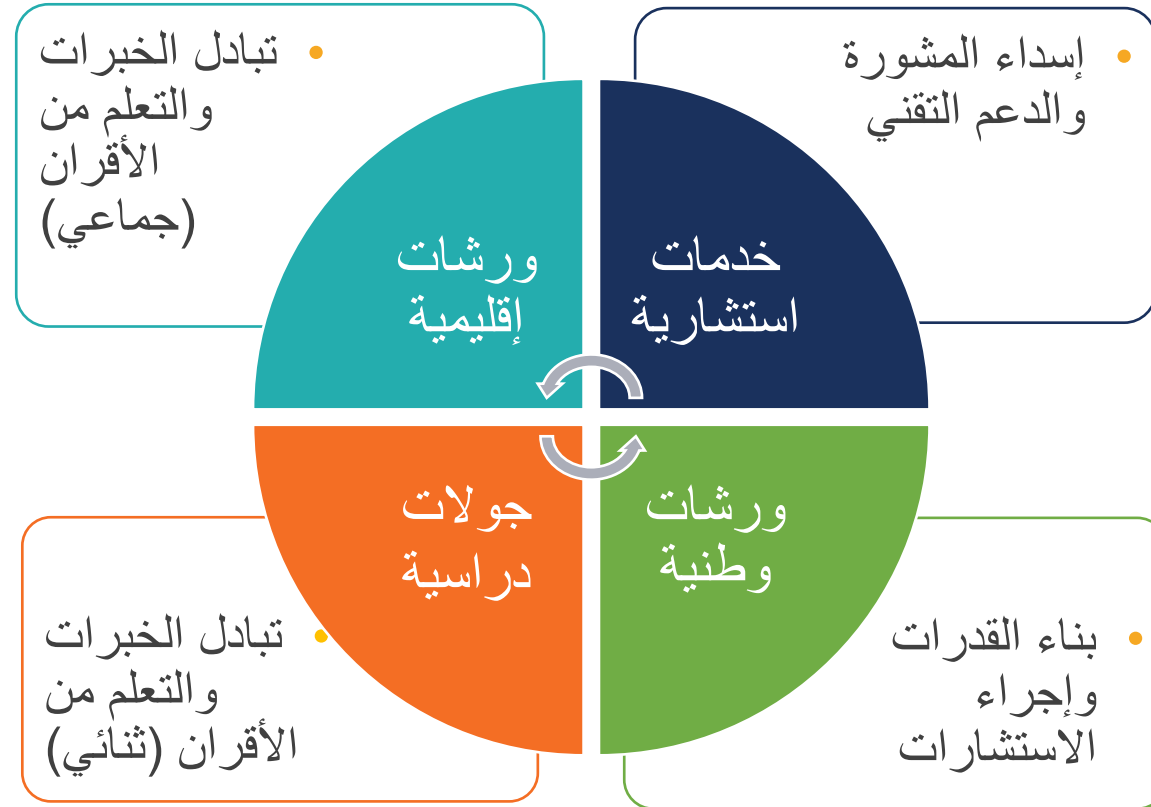 إسداء المشورة
والدعم التقني
خدمات
استشارية
تبادل الخبرات
والتعلم من
الأقران
(جماعي)
ورشات
إقليمية
بناء القدرات
وإجراء
الاستشارات
ورشات
وطنية
تبادل الخبرات
والتعلم من
الأقران (ثنائي)
جولات
دراسية